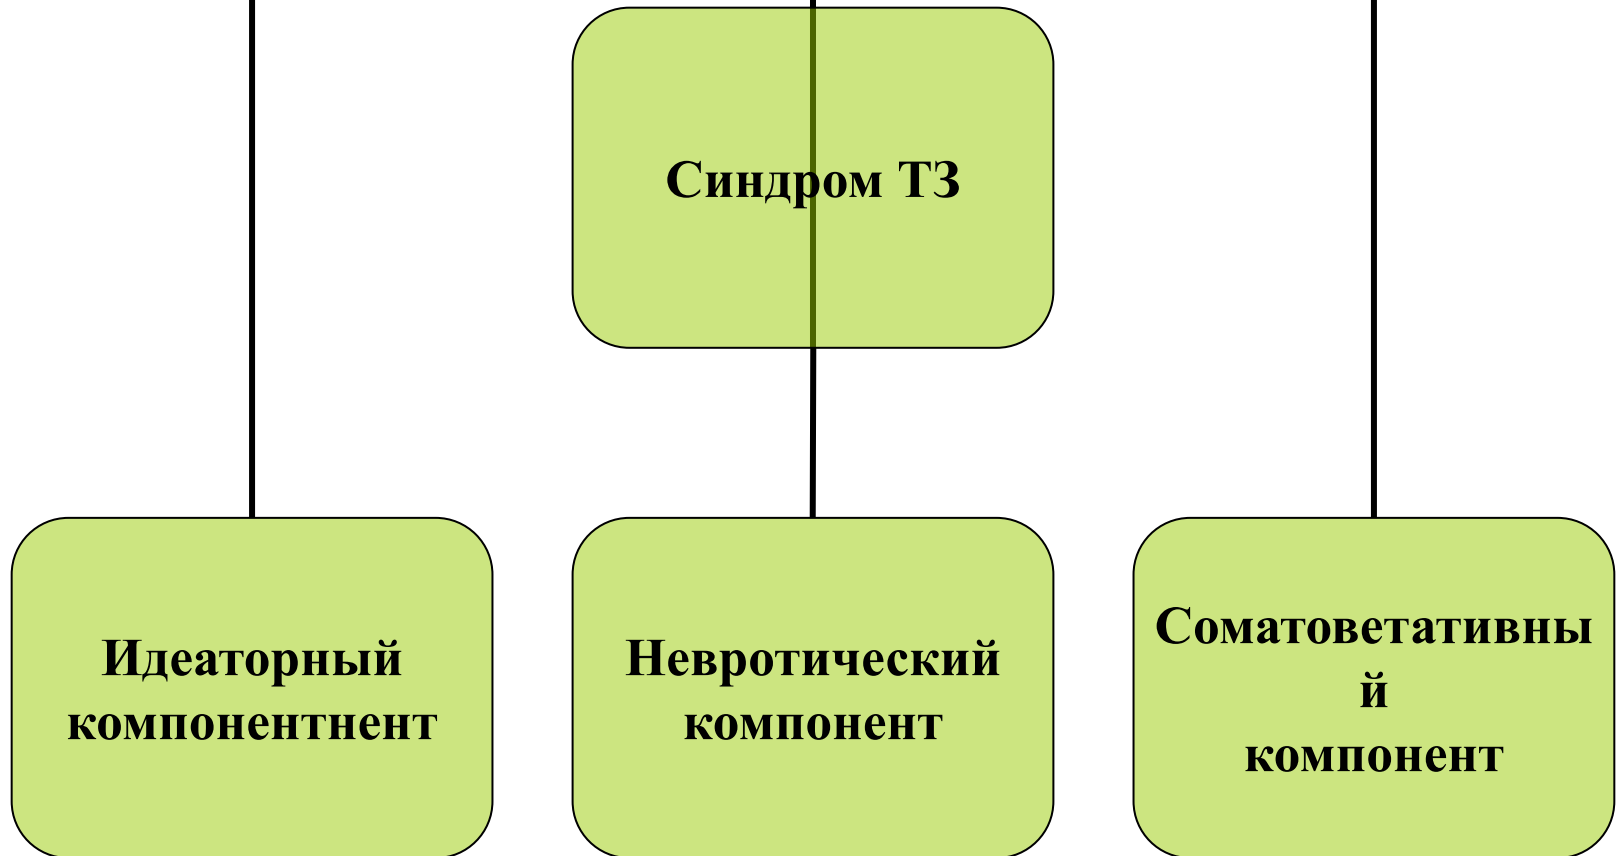 Синдром ТЗ
Идеаторный
компонентнент
Невротический
компонент
Соматоветативны
й
компонент